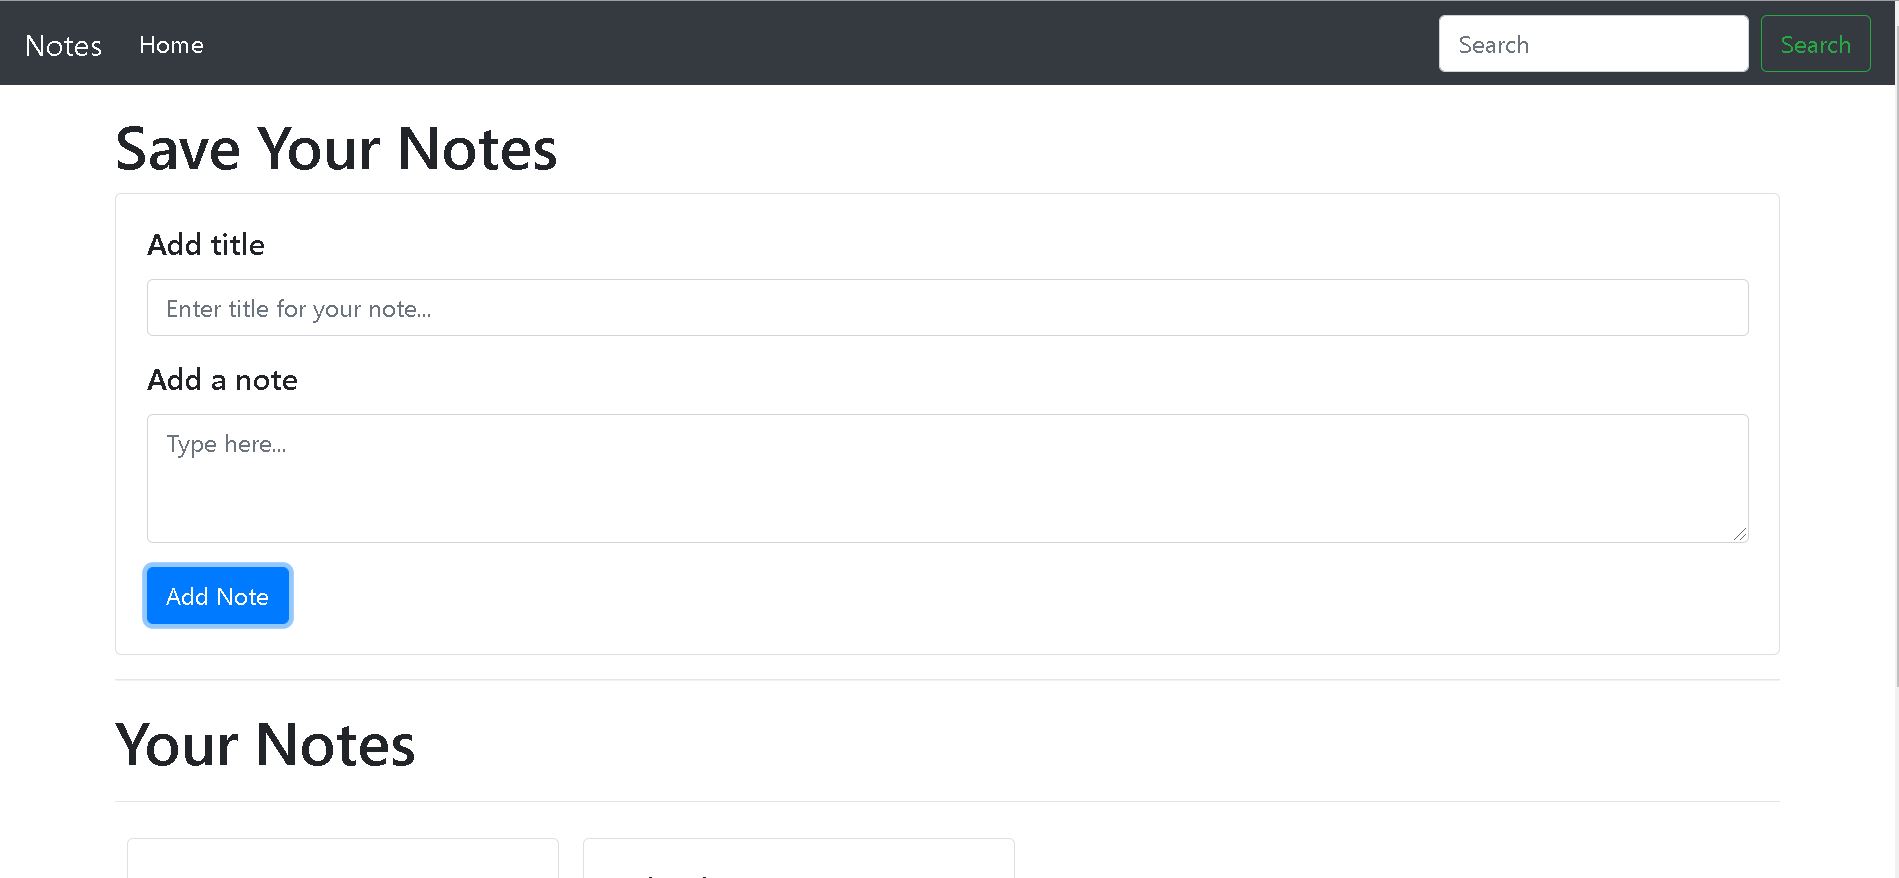 Notes Home Search Search
Save Your Notes
Add title
Enter title for your note...
Add a note
Type here...
Add Note
Your Notes